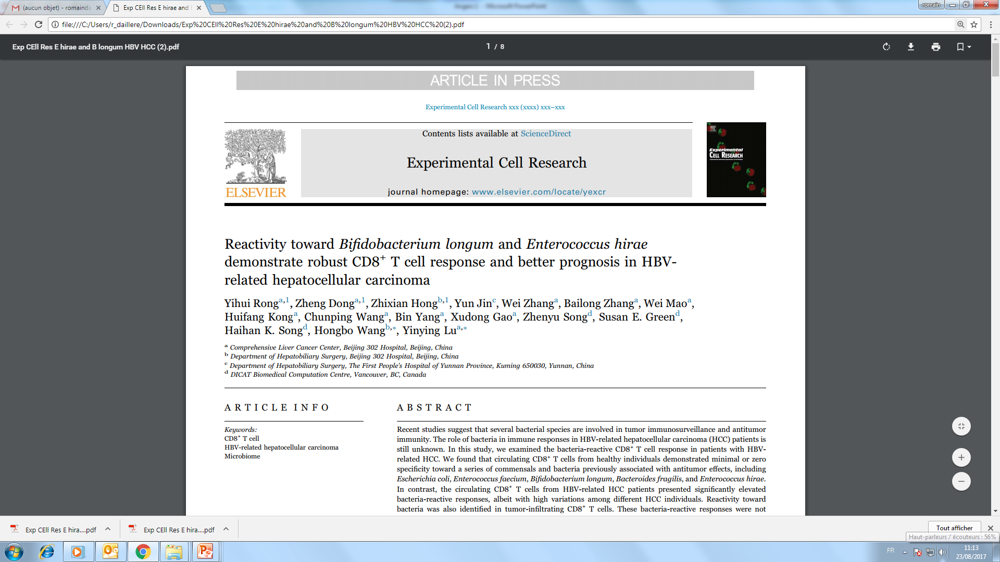 (aucun objet) - romainda
Exp CEll Res E hirae and
romain
file:///C:/Users/r_daillere/Downloads/Exp%20CEll%20Res%20E%20hirae%20and%20B%20longum%20HBV%20HCC%20(2).pdf
Exp CEll Res E hirae and B longum HBV HCC (2).pdf
1 / 8
ARTICLE IN PRESS
Experimental Cell Research xxx (xxxx) xxx–xxx
Contents lists available at ScienceDirect
Experimental Cell Research
journal homepage: www.elsevier.com/locate/yexcr
ELSEVIER
Experimental
CELL RESEARCH
Reactivity toward Bifidobacterium longum and Enterococcus hirae
demonstrate robust CD8⁺ T cell response and better prognosis in HBV-
related hepatocellular carcinoma
Yihui Rongᵃ,¹, Zheng Dongᵃ,¹, Zhixian Hongᵇ,¹, Yun Jinᶜ, Wei Zhangᵃ, Bailong Zhangᵃ, Wei Maoᵃ,
Huifang Kongᵃ, Chunping Wangᵃ, Bin Yangᵃ, Xudong Gaoᵃ, Zhenyu Songᵈ, Susan E. Greenᵈ,
Haihan K. Songᵈ, Hongbo Wangᵇ,*, Yinying Luᵃ,*
ᵃ Comprehensive Liver Cancer Center, Beijing 302 Hospital, Beijing, China
ᵇ Department of Hepatobiliary Surgery, Beijing 302 Hospital, Beijing, China
ᶜ Department of Hepatobiliary Surgery, The First People's Hospital of Yunnan Province, Kuming 650030, Yunnan, China
ᵈ DICAT Biomedical Computation Centre, Vancouver, BC, Canada
ARTICLE INFO
Keywords:
CD8⁺ T cell
HBV-related hepatocellular carcinoma
Microbiome
ABSTRACT
Recent studies suggest that several bacterial species are involved in tumor immunosurveillance and antitumor
immunity. The role of bacteria in immune responses in HBV-related hepatocellular carcinoma (HCC) patients is
still unknown. In this study, we examined the bacteria-reactive CD8⁺ T cell response in patients with HBV-
related HCC. We found that circulating CD8⁺ T cells from healthy individuals demonstrated minimal or zero
specificity toward a series of commensals and bacteria previously associated with antitumor effects, including
Escherichia coli, Enterococcus faecium, Bifidobacterium longum, Bacteroides fragilis, and Enterococcus hirae.
In contrast, the circulating CD8⁺ T cells from HBV-related HCC patients presented significantly elevated
bacteria-reactive responses, albeit with high variations among different HCC individuals. Reactivity toward
bacteria was also identified in tumor-infiltrating CD8⁺ T cells. These bacteria-reactive responses were not
Exp CEll Res E hira....pdf
Exp CEll Res E hira....pdf
Tout afficher
Haut-parleurs / écouteurs : 56%
FR
11:13
23/08/2017